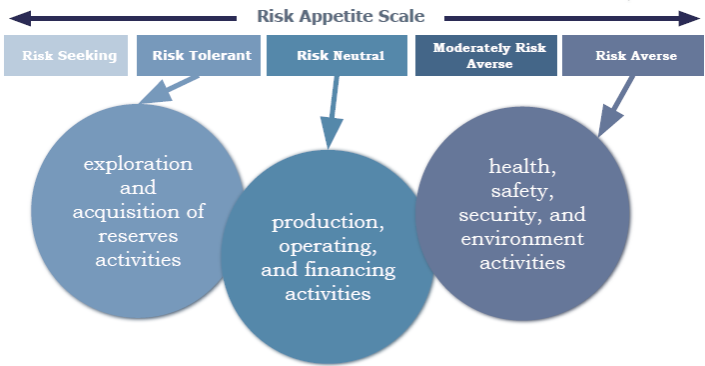 Risk Appetite Scale
Risk Seeking
Risk Tolerant
Risk Neutral
Moderately Risk
Averse
Risk Averse
exploration
and
acquisition of
reserves
activities
production,
operating,
and financing
activities
health,
safety,
security, and
environment
activities